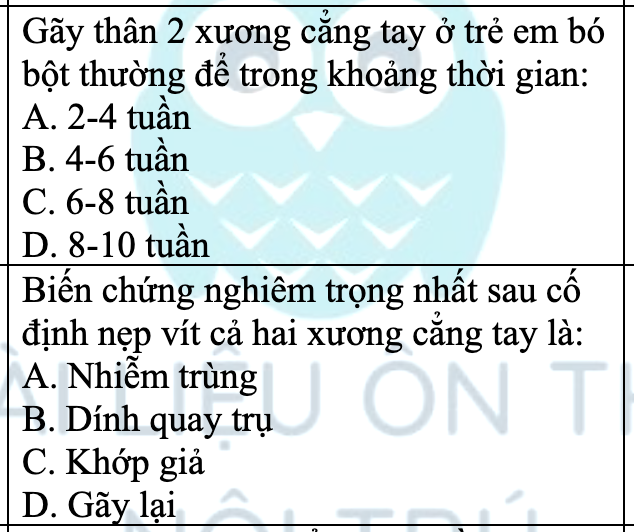 Gãy thân 2 xương cẳng tay ở trẻ em bó
bột thường để trong khoảng thời gian:
A. 2-4 tuần
B. 4-6 tuần
C. 6-8 tuần
D. 8-10 tuần
Biến chứng nghiêm trọng nhất sau cố
định nẹp vít cả hai xương cẳng tay là:
A. Nhiễm trùng
B. Dính quay trụ
C. Khớp giả
D. Gãy lại